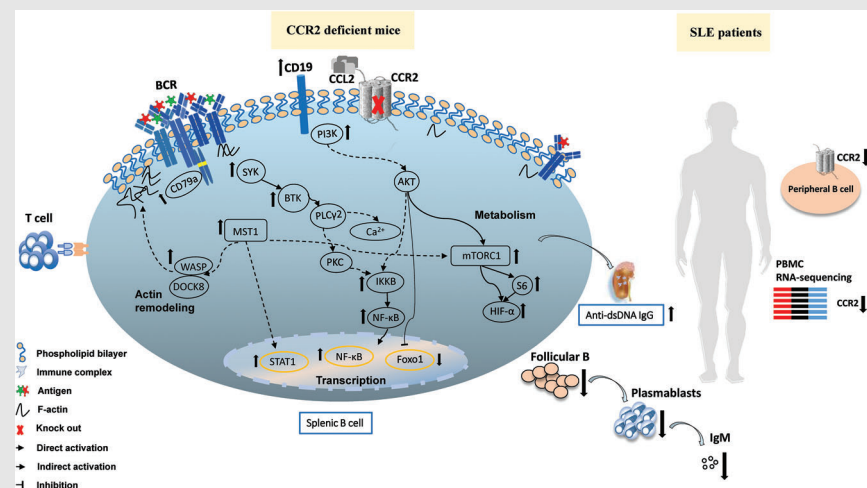 CCR2 deficient mice
SLE patients
CD19
CCL2
CCR2
BCR
PI3K
CD79a
SYK
BTK
AKT
PLCγ2
Ca²⁺
Metabolism
MST1
mTORC1
T cell
WASP
DOCK8
PKC
IKKB
S6
HIF-α
Actin
remodeling
NF-κB
STAT1
NF-κB
Foxo1
Transcription
Splenic B cell
Anti-dsDNA IgG
CCR2
Peripheral B cell
PBMC
RNA-sequencing
CCR2
Follicular B
Plasmablasts
IgM
Phospholipid bilayer
Immune complex
Antigen
F-actin
Knock out
Direct activation
Indirect activation
Inhibition